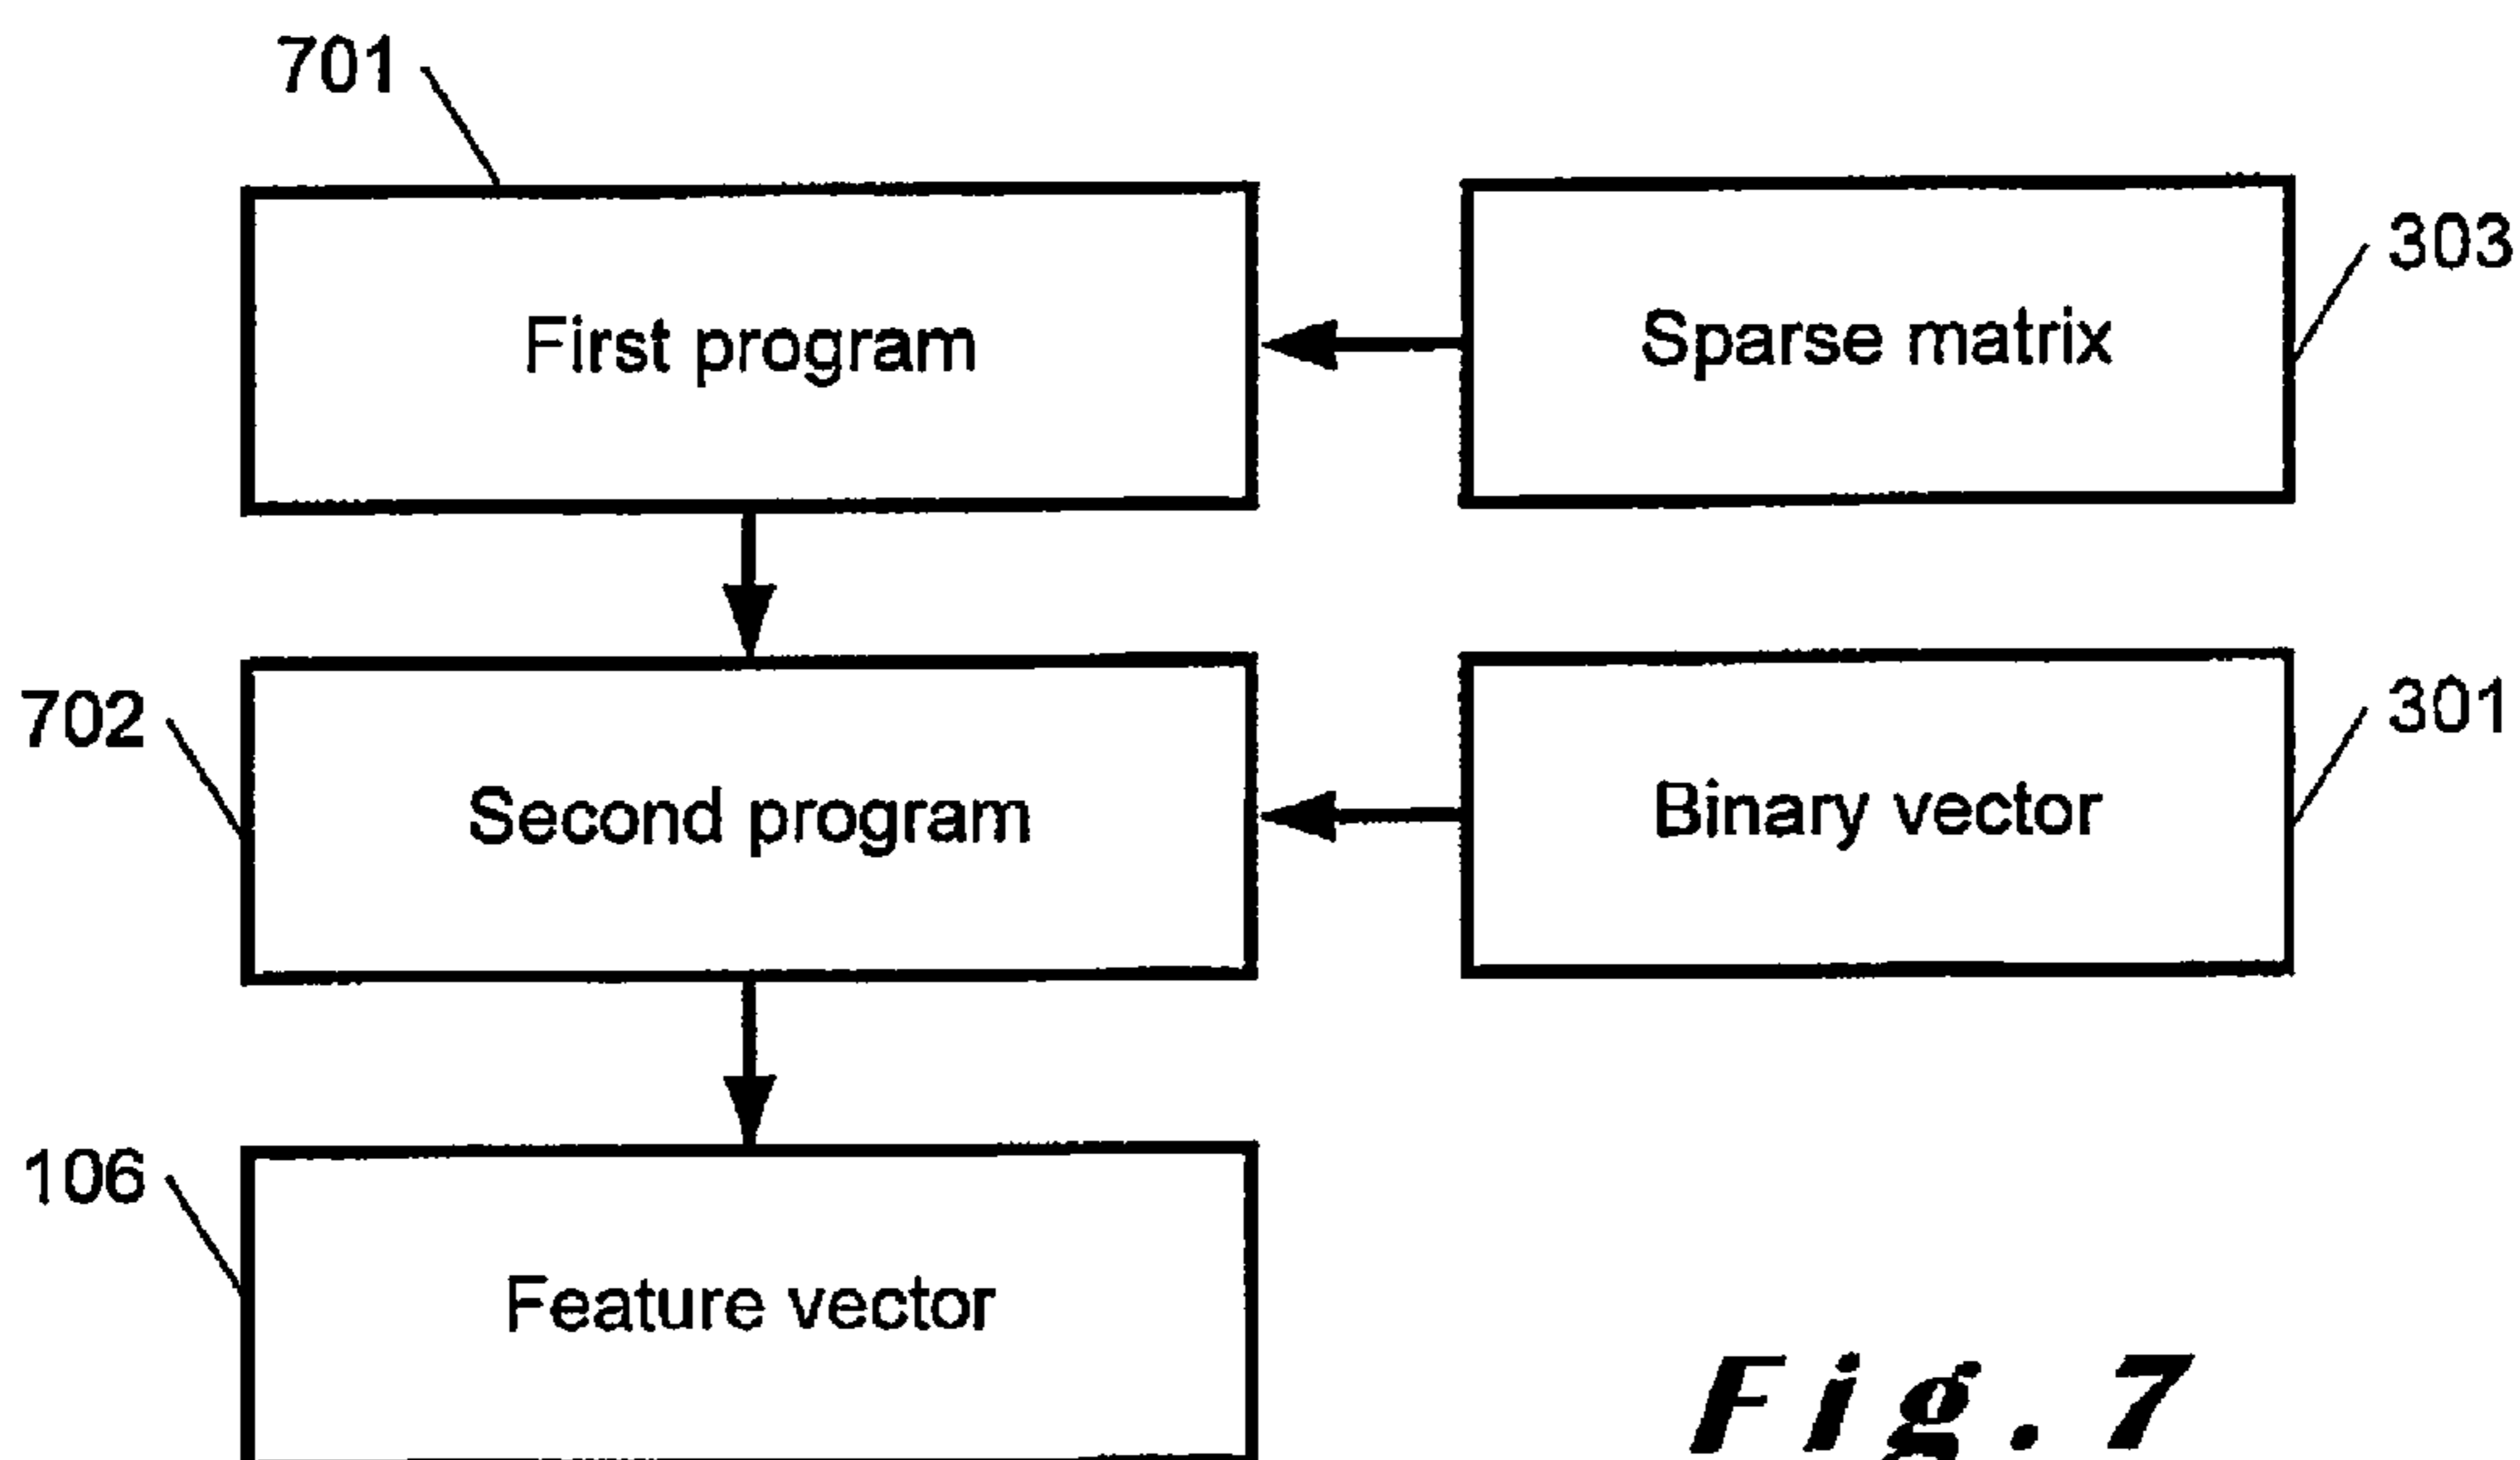 701
First program
Sparse matrix
303
702
Second program
Binary vector
301
106
Feature vector
Fig. 7